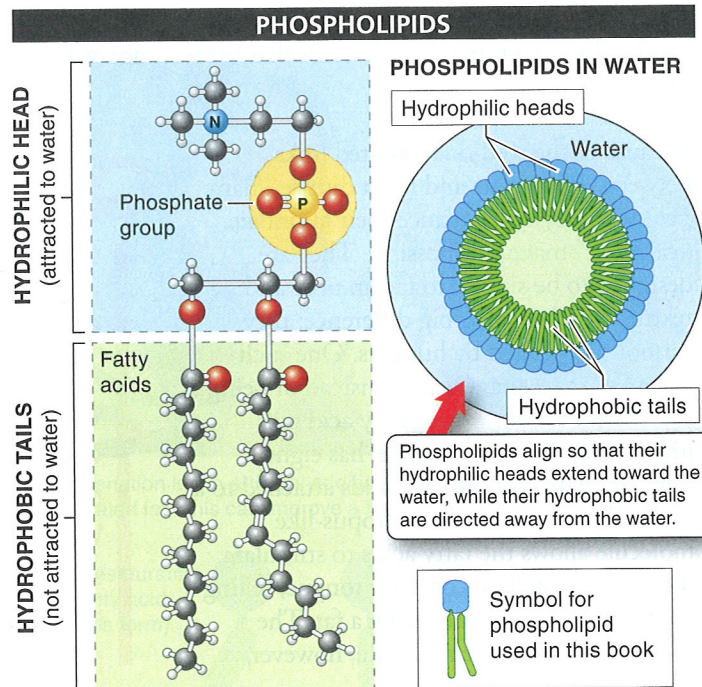 PHOSPHOLIPIDS
HYDROPHILIC HEAD
(attracted to water)
N
P
Phosphate
group
HYDROPHOBIC TAILS
(not attracted to water)
Fatty
acids
PHOSPHOLIPIDS IN WATER
Hydrophilic heads
Water
Hydrophobic tails
Phospholipids align so that their
hydrophilic heads extend toward the
water, while their hydrophobic tails
are directed away from the water.
Symbol for
phospholipid
used in this book